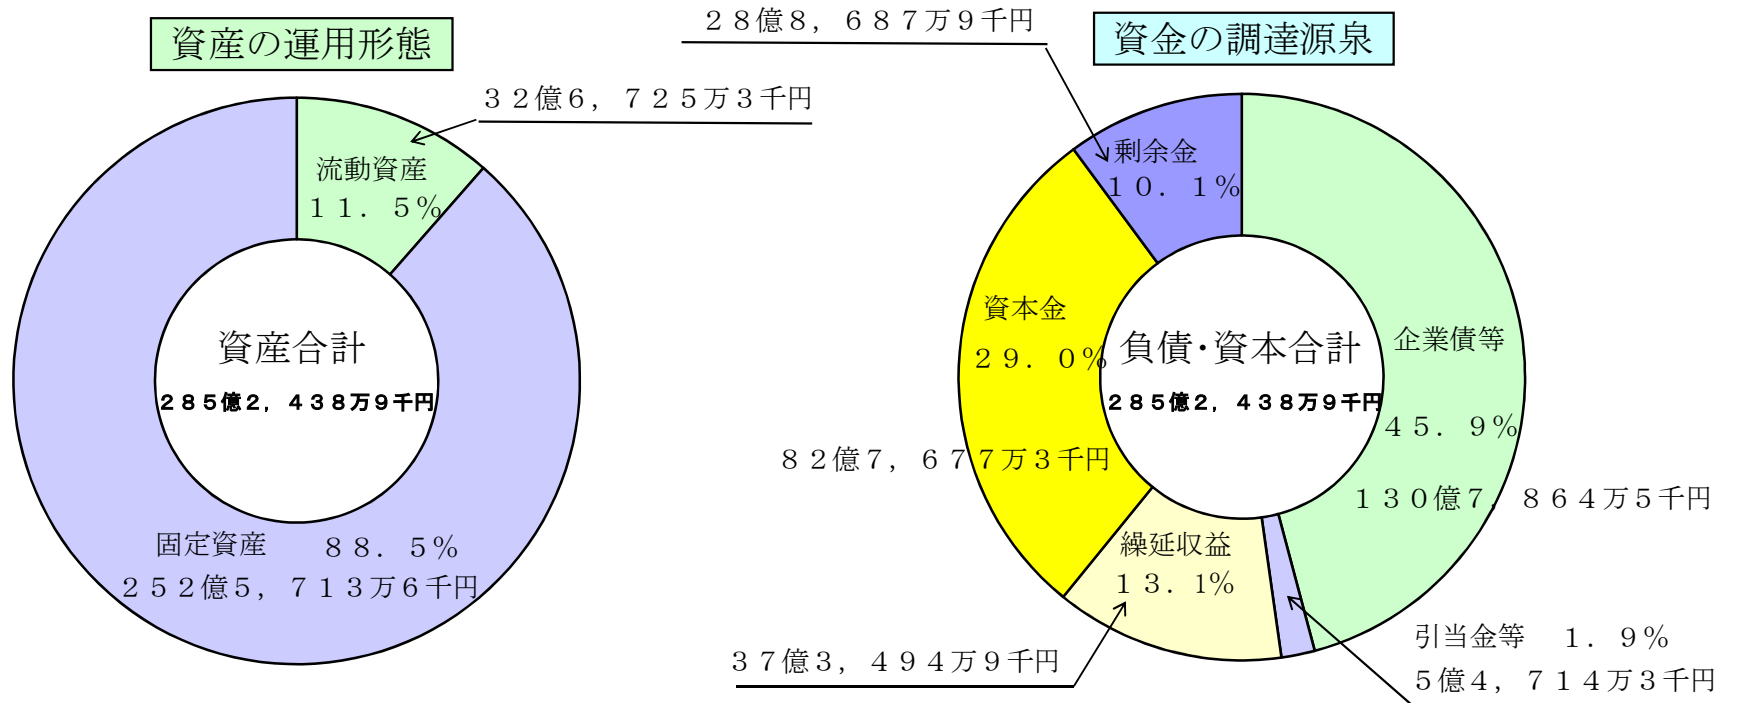 資産の運用形態
３２億６，７２５万３千円
流動資産
１１．５％
資産合計
２８５億２，４３８万９千円
固定資産　８８．５％
２５２億５，７１３万６千円
資金の調達源泉
２８億８，６８７万９千円
剰余金
１０．１％
資本金
２９．０％
８２億７，６７７万３千円
負債・資本合計
２８５億２，４３８万９千円
企業債等
４５．９％
１３０億７，８６４万５千円
繰延収益
１３．1％
３７億３，４９４万９千円
引当金等　１．９％
５億４，７１４万３千円